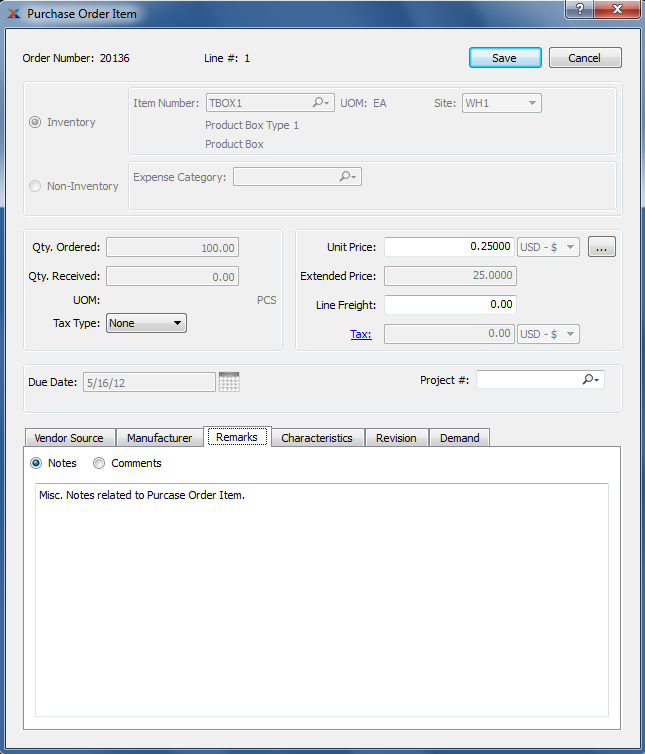 Purchase Order Item
Order Number: 20136 Line #: 1 Save Cancel
Inventory
Item Number: TBOX1 UOM: EA Site: WH1
Product Box Type 1
Product Box
Non-Inventory
Expense Category:
Qty. Ordered: 100.00
Qty. Received: 0.00
UOM: PCS
Tax Type: None
Unit Price: 0.25000 USD - $ ...
Extended Price: 25.0000
Line Freight: 0.00
Tax: 0.00 USD - $
Due Date: 5/16/12 Project #:
Vendor Source Manufacturer Remarks Characteristics Revision Demand
Notes Comments
Misc. Notes related to Purcase Order Item.